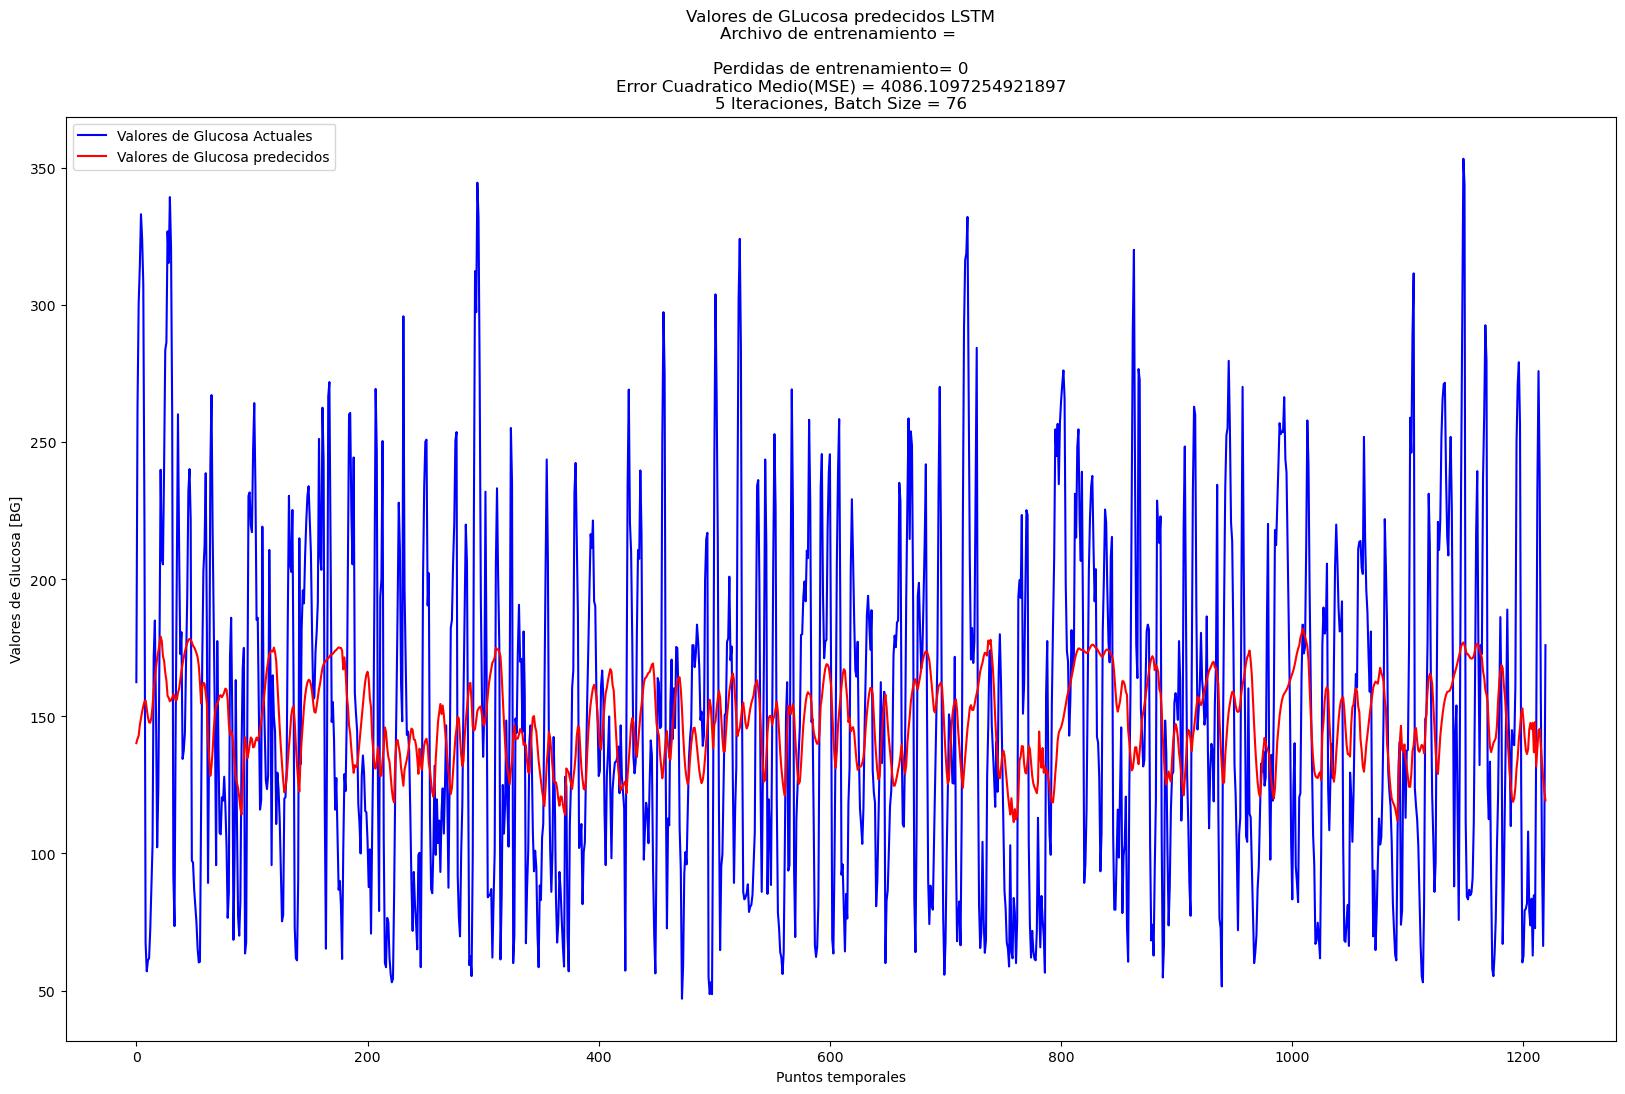 Valores de GLucosa predecidos LSTM
Archivo de entrenamiento =
Perdidas de entrenamiento= 0
Error Cuadratico Medio(MSE) = 4086.1097254921897
5 Iteraciones, Batch Size = 76
Valores de Glucosa Actuales
Valores de Glucosa predecidos
Valores de Glucosa [BG]
350
300
250
200
150
100
50
0
200
400
600
800
1000
1200
Puntos temporales